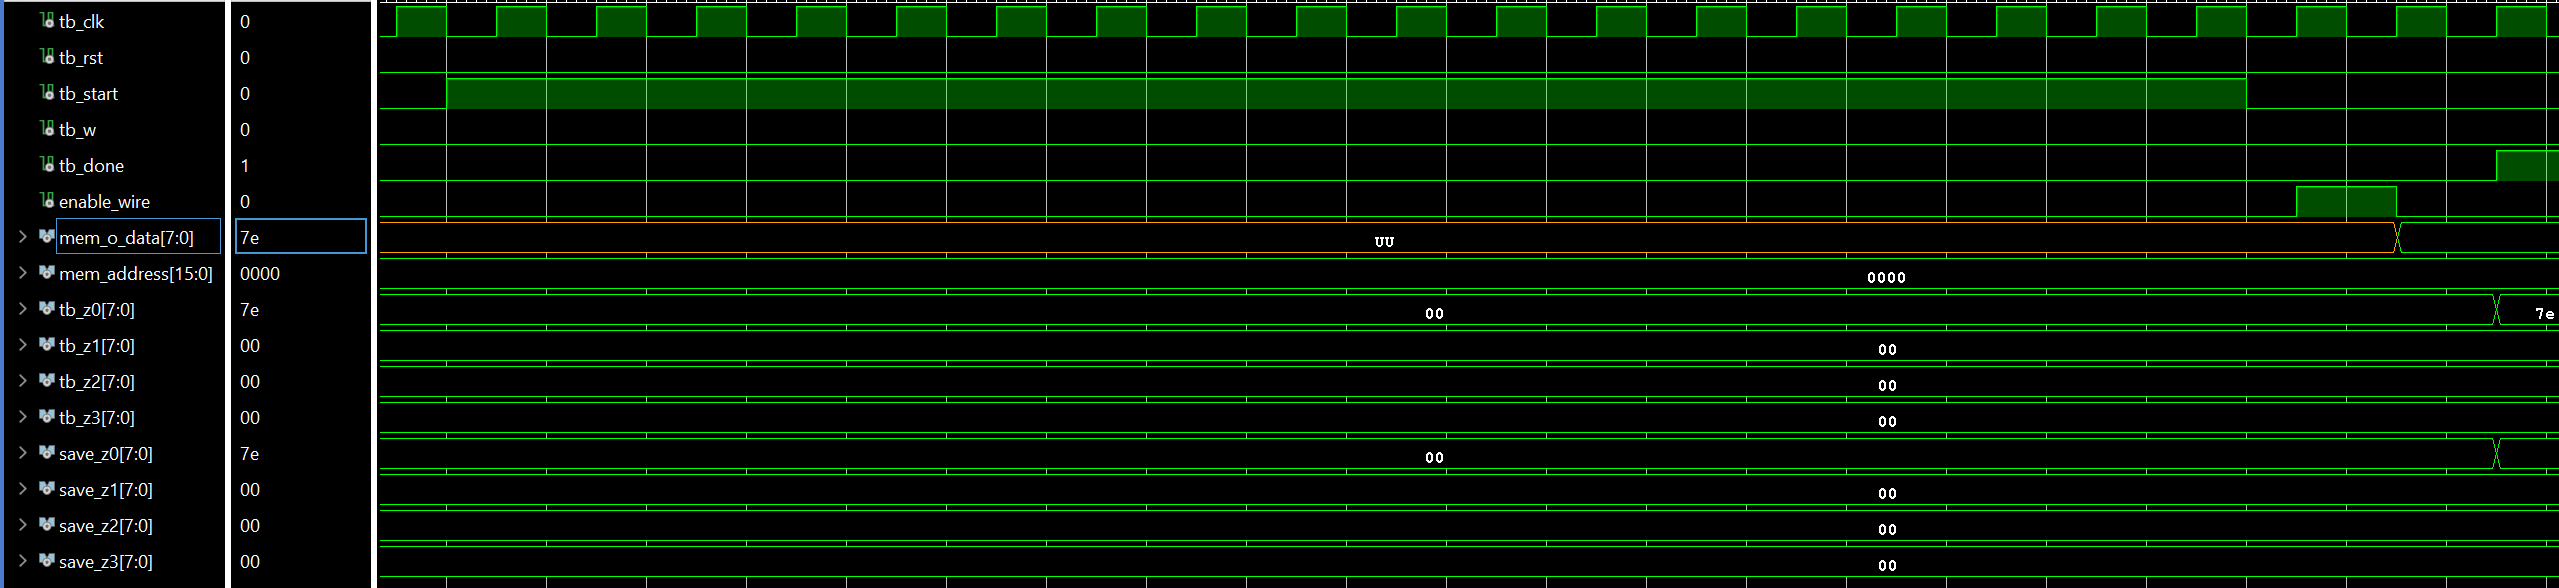 tb_clk 0
tb_rst 0
tb_start 0
tb_w 0
tb_done 1
enable_wire 0
mem_o_data[7:0] 7e UU
mem_address[15:0] 0000 0000
tb_z0[7:0] 7e 00 7e
tb_z1[7:0] 00 00
tb_z2[7:0] 00 00
tb_z3[7:0] 00 00
save_z0[7:0] 7e 00
save_z1[7:0] 00 00
save_z2[7:0] 00 00
save_z3[7:0] 00 00